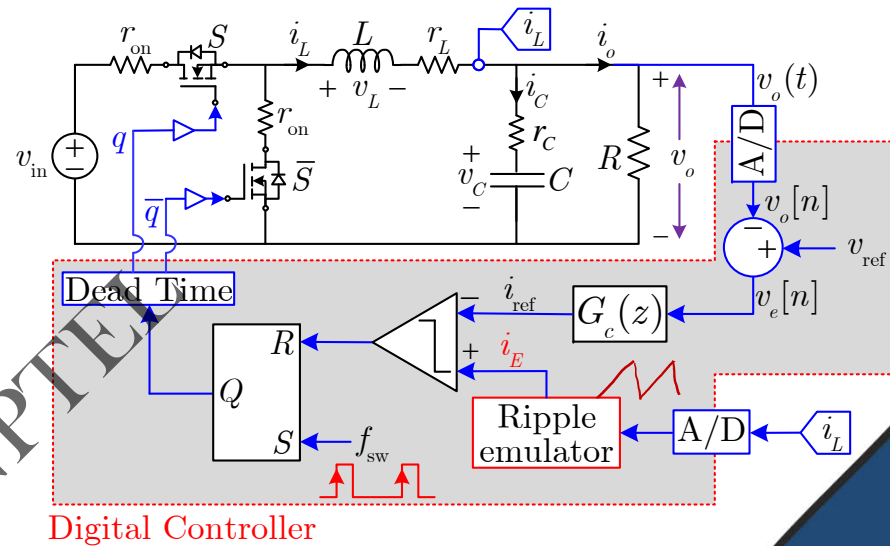 r_on
S
i_L
L
r_L
i_L
i_o
+ v_L −
i_C
+
v_o(t)
r_on
q
r_C
A/D
v_in
S̅
+
v_C
−
C
R
v_o
q̅
v_o[n]
−
−
+
v_ref
Dead Time
i_ref
−
G_c(z)
v_e[n]
R
+
i_E
Q
Ripple
emulator
A/D
i_L
S
f_sw
NPTEL
Digital Controller